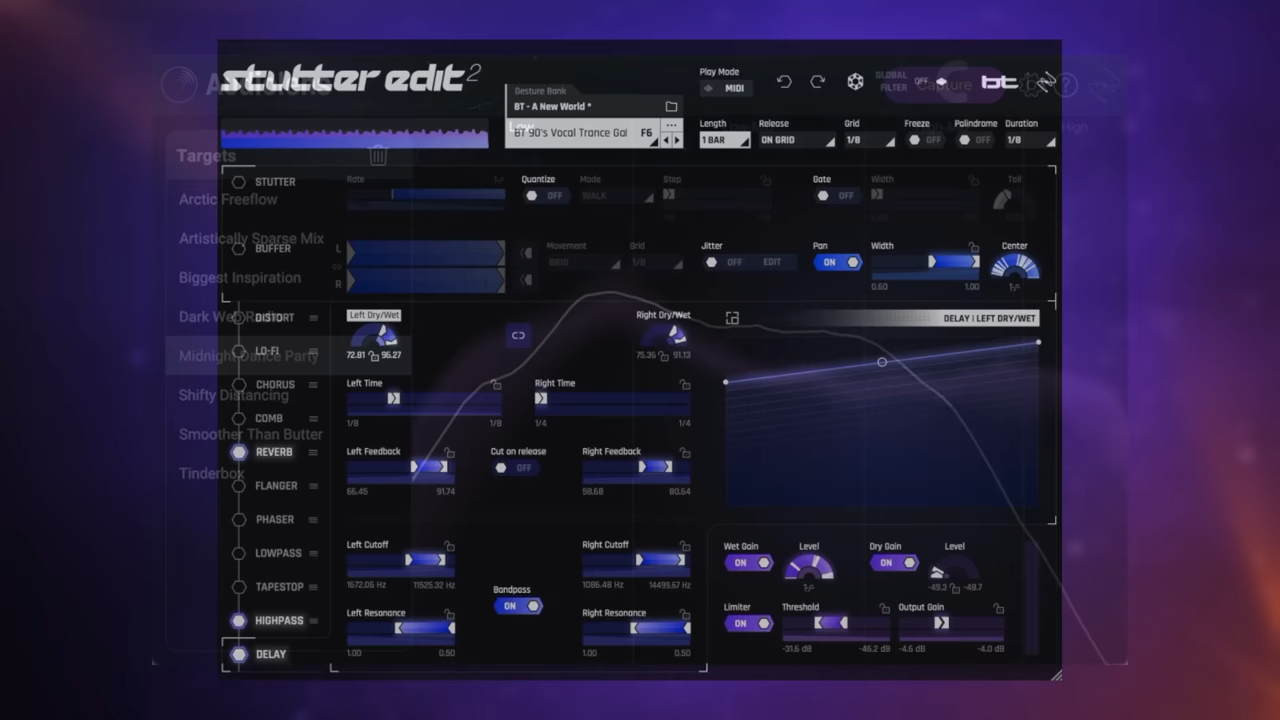 stutter edit 2
Play Mode
MIDI
GLOBAL FILTER OFF
Capture
bt
Gesture Bank
BT - A New World *
BT 90's Vocal Trance Gai F6
Low
High
Length
1 BAR
Release
ON GRID
Grid
1/8
Freeze
OFF
Palindrome
OFF
Duration
1/8
Targets
Arctic Freeflow
Artistically Sparse Mix
Biggest Inspiration
Midnight Dance Party
Shifty Distancing
Smoother Than Butter
Tinderbox
STUTTER
Rate
Quantize
OFF
Mode
WALK
Step
Gate
OFF
Width
Tail
BUFFER
L
R
Movement
GRID
Grid
1/8
Jitter
OFF EDIT
Pan
ON
Width
0.60 1.00
Center
DISTORT
LO-FI
CHORUS
COMB
REVERB
FLANGER
PHASER
LOWPASS
TAPESTOP
HIGHPASS
DELAY
Left Dry/Wet
72.81 96.27
Right Dry/Wet
75.35 91.13
Left Time
1/8 1/8
Right Time
1/4 1/4
Left Feedback
66.45 91.74
Cut on release
OFF
Right Feedback
58.68 80.54
Left Cutoff
1672.06 Hz 11525.32 Hz
Right Cutoff
1086.48 Hz 14499.67 Hz
Bandpass
ON
Left Resonance
1.00 0.50
Right Resonance
1.00 0.50
DELAY | LEFT DRY/WET
Wet Gain
ON
Level
Dry Gain
ON
Level
-49.3 -49.7
Limiter
ON
Threshold
-31.6 dB -46.2 dB
Output Gain
-4.6 dB -4.0 dB